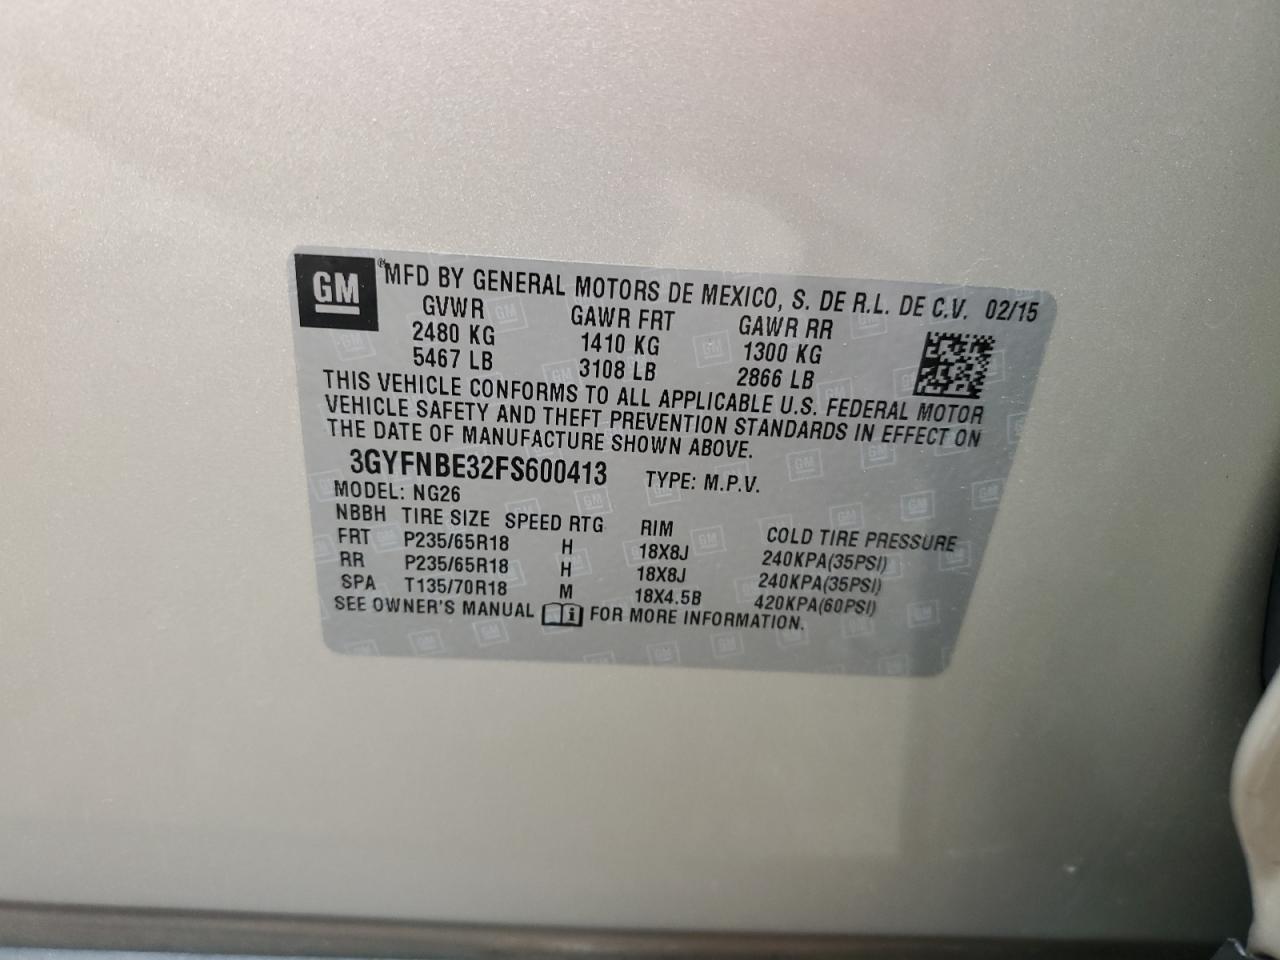 GM ® MFD BY GENERAL MOTORS DE MEXICO, S. DE R.L. DE C.V. 02/15
GVWR GAWR FRT GAWR RR
2480 KG 1410 KG 1300 KG
5467 LB 3108 LB 2866 LB
THIS VEHICLE CONFORMS TO ALL APPLICABLE U.S. FEDERAL MOTOR
VEHICLE SAFETY AND THEFT PREVENTION STANDARDS IN EFFECT ON
THE DATE OF MANUFACTURE SHOWN ABOVE.
3GYFNBE32FS600413 TYPE: M.P.V.
MODEL: NG26
NBBH TIRE SIZE SPEED RTG RIM COLD TIRE PRESSURE
FRT P235/65R18 H 18X8J 240KPA(35PSI)
RR P235/65R18 H 18X8J 240KPA(35PSI)
SPA T135/70R18 M 18X4.5B 420KPA(60PSI)
SEE OWNER'S MANUAL i FOR MORE INFORMATION.